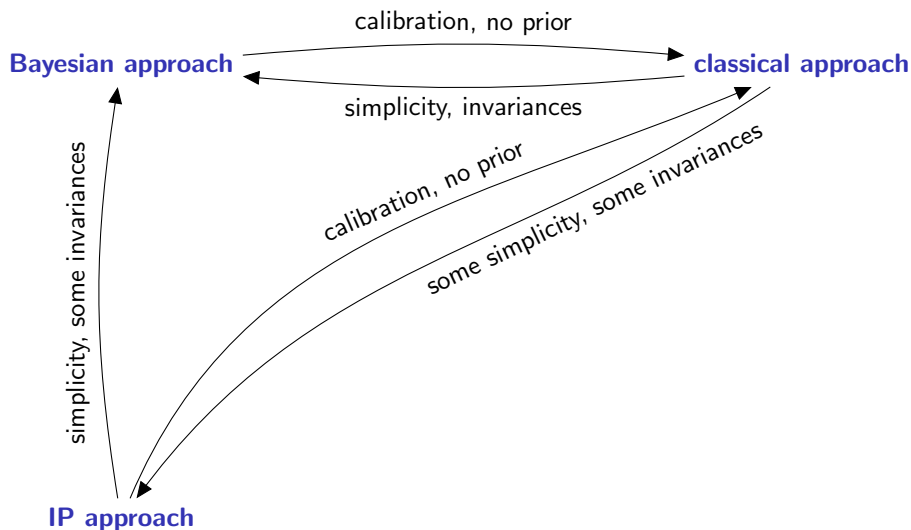 calibration, no prior
Bayesian approach
classical approach
simplicity, invariances
calibration, no prior
some simplicity, some invariances
simplicity, some invariances
IP approach